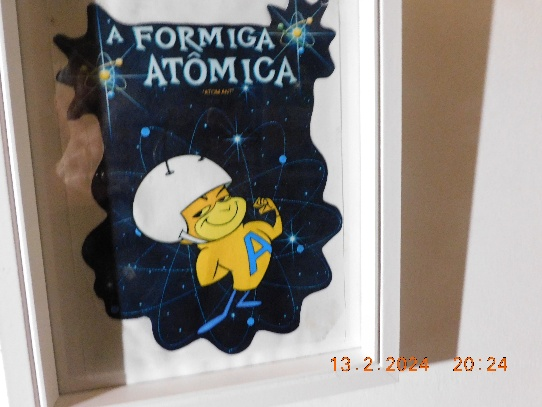 A FORMIGA
ATÔMICA
"ATOM ANT"
A
13.2.2024 20:24